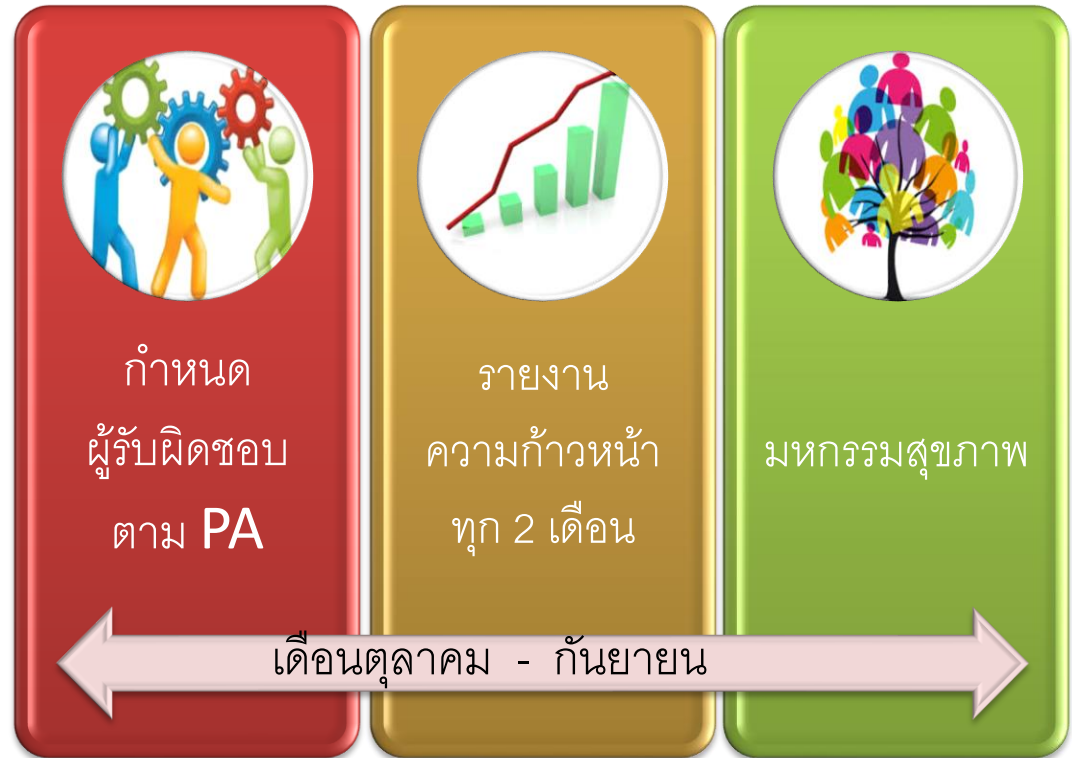 กำหนด
ผู้รับผิดชอบ
ตาม PA
รายงาน
ความก้าวหน้า
ทุก 2 เดือน
มหกรรมสุขภาพ
เดือนตุลาคม - กันยายน